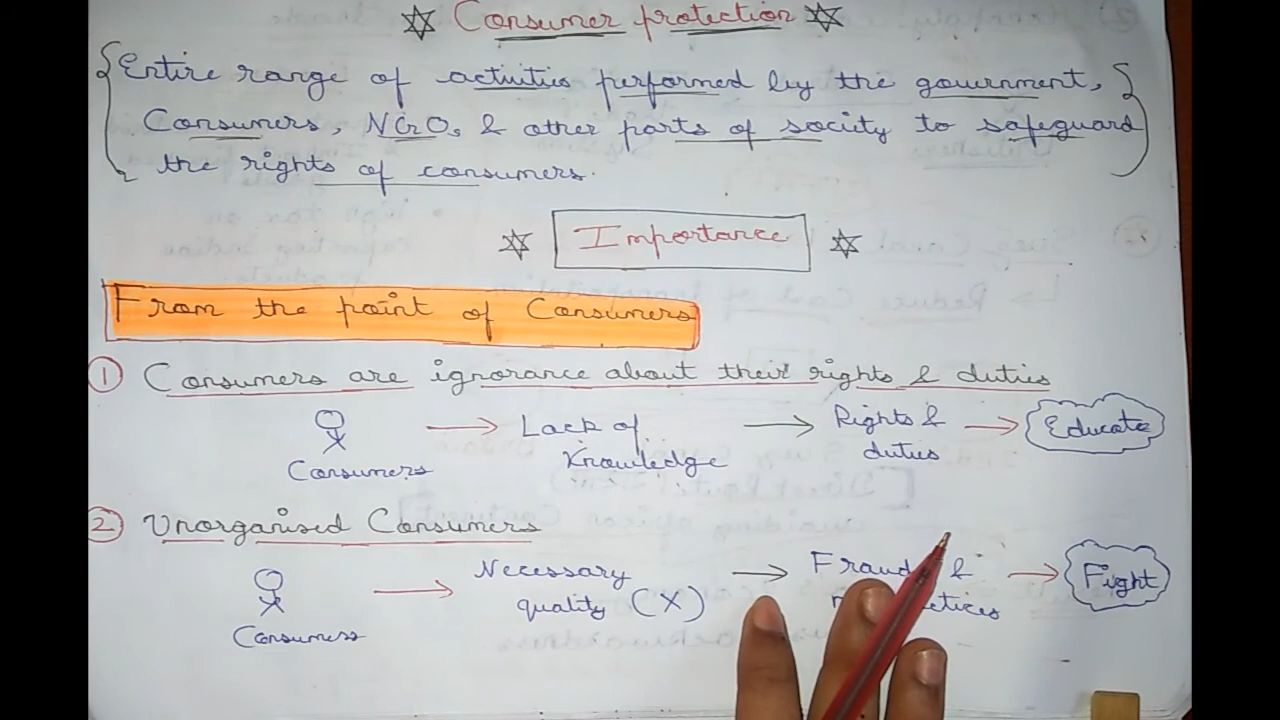 Consumer protection
Entire range of activities performed by the government,
Consumers, NGOs & other parts of socity to safeguard
the rights of consumers.
Importance
From the point of Consumers
1 Consumers are ignorance about their rights & duties
Consumers → Lack of knowledge → Rights & duties → Educate
2 Unorganised Consumers
Consumers → Necessary quality (X) → Fraud & → Fight